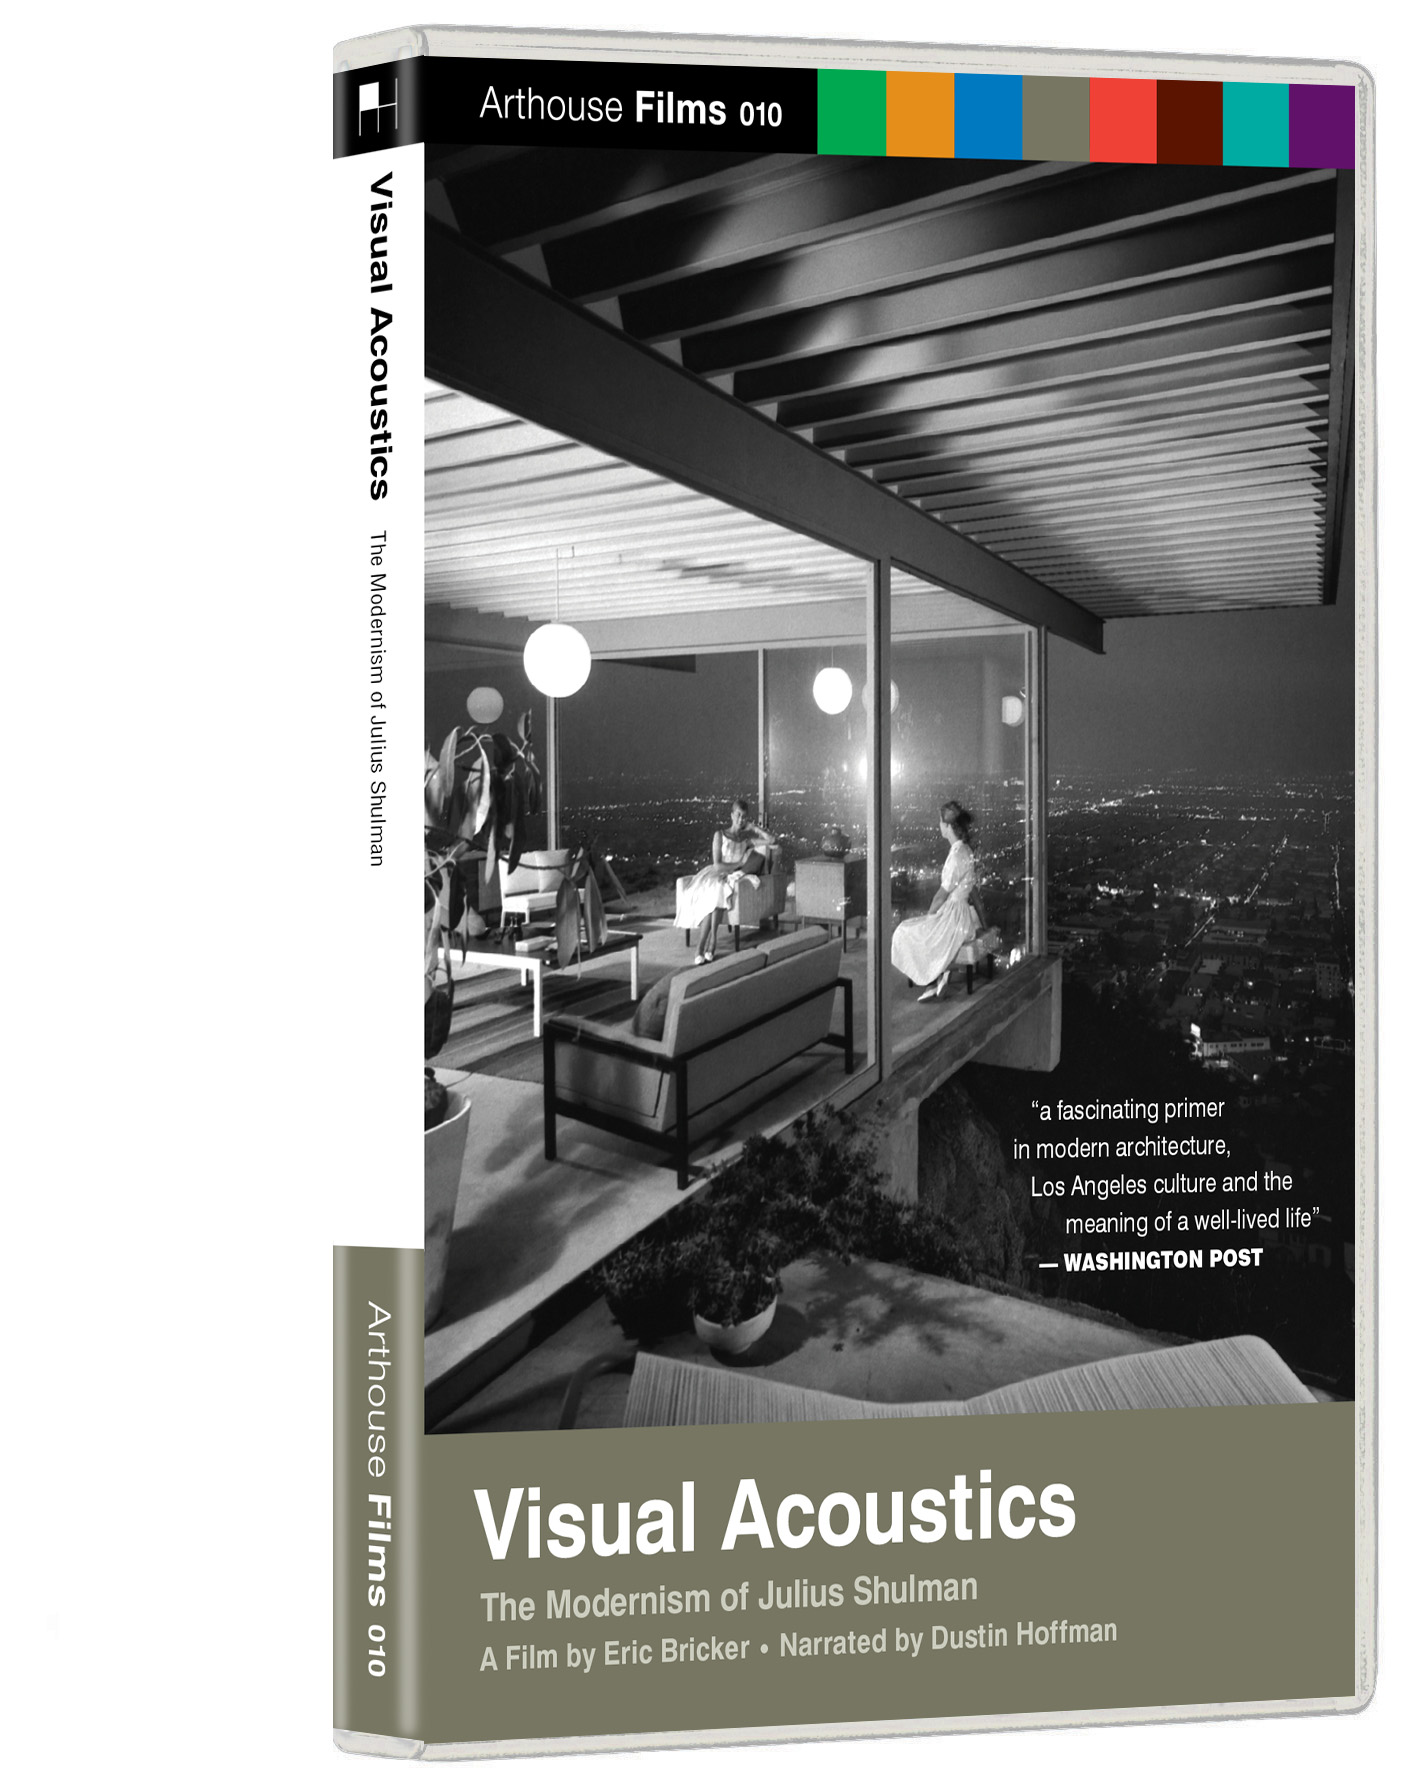 Arthouse Films 010
Visual Acoustics The Modernism of Julius Shulman
Arthouse Films 010
“a fascinating primer
in modern architecture,
Los Angeles culture and the
meaning of a well-lived life”
— WASHINGTON POST
Visual Acoustics
The Modernism of Julius Shulman
A Film by Eric Bricker • Narrated by Dustin Hoffman